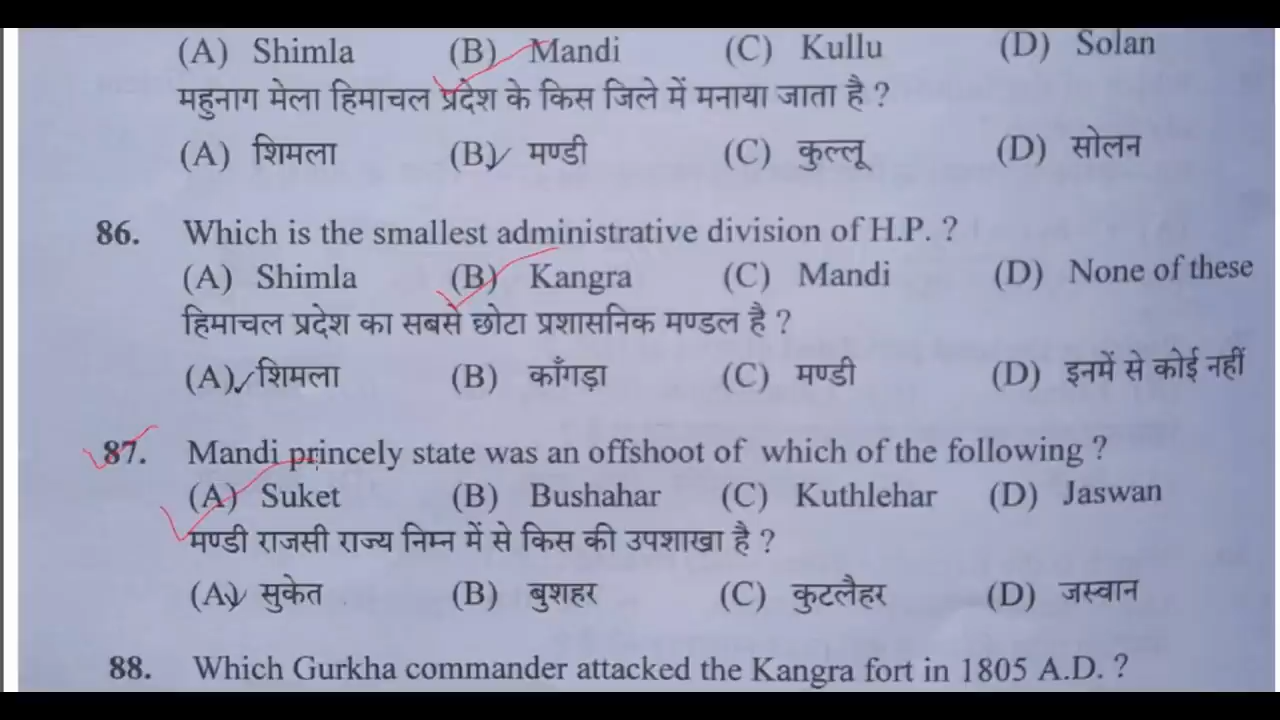 (A) Shimla (B) Mandi (C) Kullu (D) Solan
महुनाग मेला हिमाचल प्रदेश के किस जिले में मनाया जाता है ?
(A) शिमला (B) मण्डी (C) कुल्लू (D) सोलन
86. Which is the smallest administrative division of H.P. ?
(A) Shimla (B) Kangra (C) Mandi (D) None of these
हिमाचल प्रदेश का सबसे छोटा प्रशासनिक मण्डल है ?
(A) शिमला (B) काँगड़ा (C) मण्डी (D) इनमें से कोई नहीं
87. Mandi princely state was an offshoot of which of the following ?
(A) Suket (B) Bushahar (C) Kuthlehar (D) Jaswan
मण्डी राजसी राज्य निम्न में से किस की उपशाखा है ?
(A) सुकेत (B) बुशहर (C) कुटलैहर (D) जस्वान
88. Which Gurkha commander attacked the Kangra fort in 1805 A.D. ?